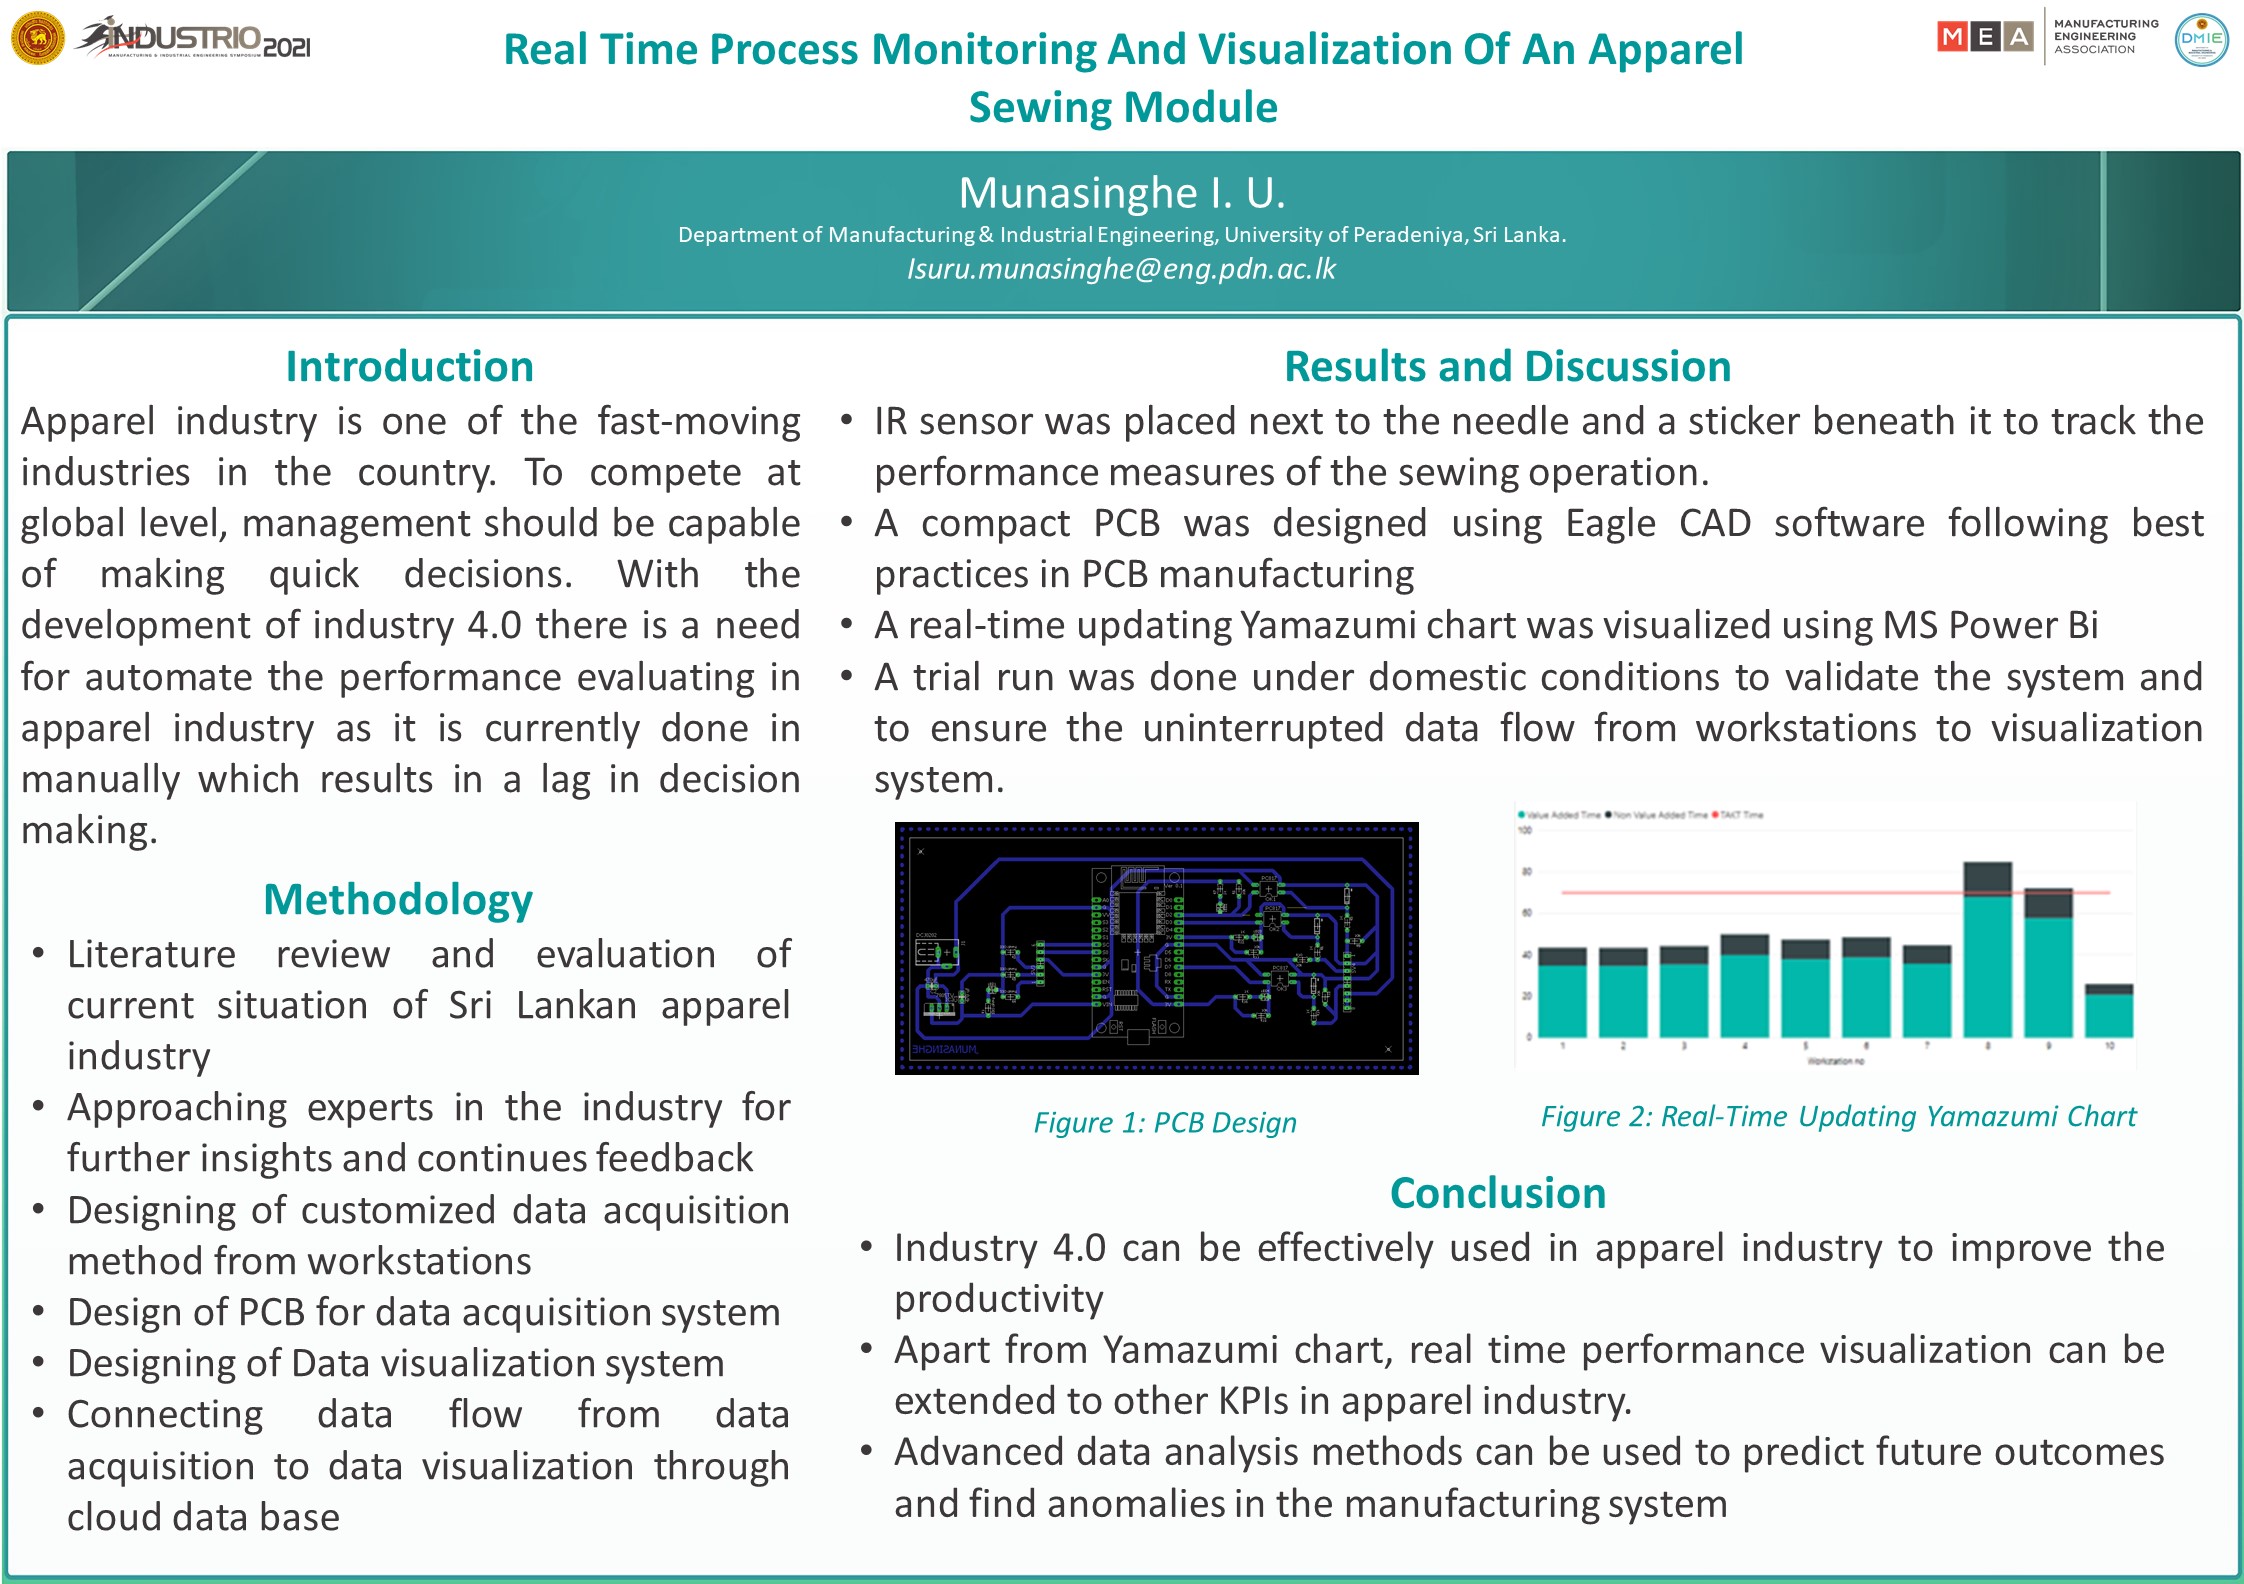 INDUSTRIO 2021
MANUFACTURING & INDUSTRIAL ENGINEERING SYMPOSIUM
Real Time Process Monitoring And Visualization Of An Apparel
Sewing Module
MEA
MANUFACTURING
ENGINEERING
ASSOCIATION
DMIE
Munasinghe I. U.
Department of Manufacturing & Industrial Engineering, University of Peradeniya, Sri Lanka.
Isuru.munasinghe@eng.pdn.ac.lk
Introduction
Apparel industry is one of the fast-moving
industries in the country. To compete at
global level, management should be capable
of making quick decisions. With the
development of industry 4.0 there is a need
for automate the performance evaluating in
apparel industry as it is currently done in
manually which results in a lag in decision
making.
Methodology
• Literature review and evaluation of
current situation of Sri Lankan apparel
industry
• Approaching experts in the industry for
further insights and continues feedback
• Designing of customized data acquisition
method from workstations
• Design of PCB for data acquisition system
• Designing of Data visualization system
• Connecting data flow from data
acquisition to data visualization through
cloud data base
Results and Discussion
• IR sensor was placed next to the needle and a sticker beneath it to track the
performance measures of the sewing operation.
• A compact PCB was designed using Eagle CAD software following best
practices in PCB manufacturing
• A real-time updating Yamazumi chart was visualized using MS Power Bi
• A trial run was done under domestic conditions to validate the system and
to ensure the uninterrupted data flow from workstations to visualization
system.
MUNASINGHE
Figure 1: PCB Design
Value Added Time Non Value Added Time TAKT Time
100
80
60
40
20
0
1 2 3 4 5 6 7 8 9 10
Workstation no
Figure 2: Real-Time Updating Yamazumi Chart
Conclusion
• Industry 4.0 can be effectively used in apparel industry to improve the
productivity
• Apart from Yamazumi chart, real time performance visualization can be
extended to other KPIs in apparel industry.
• Advanced data analysis methods can be used to predict future outcomes
and find anomalies in the manufacturing system